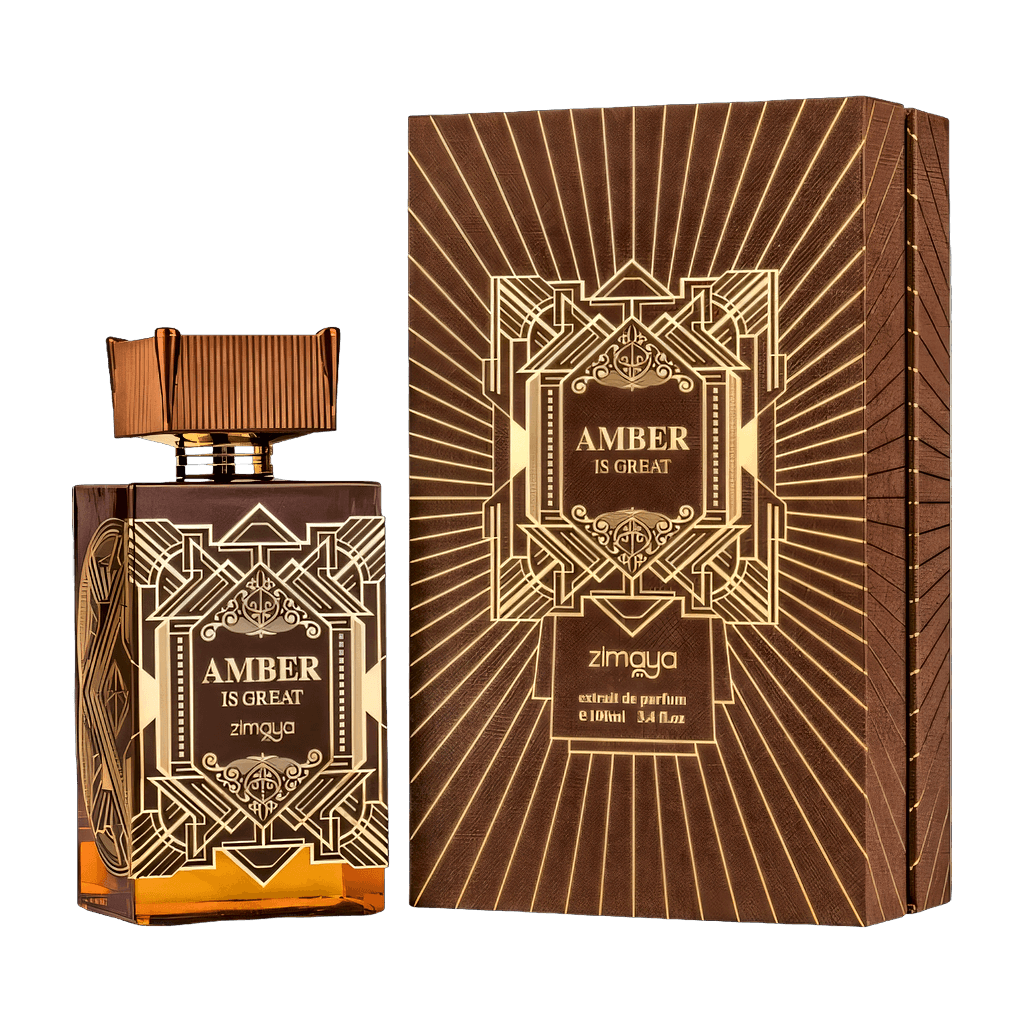 AMBER
IS GREAT
zimaya
AMBER
IS GREAT
zimaya
extrait de parfum
e 100ml 3.4 fl.oz